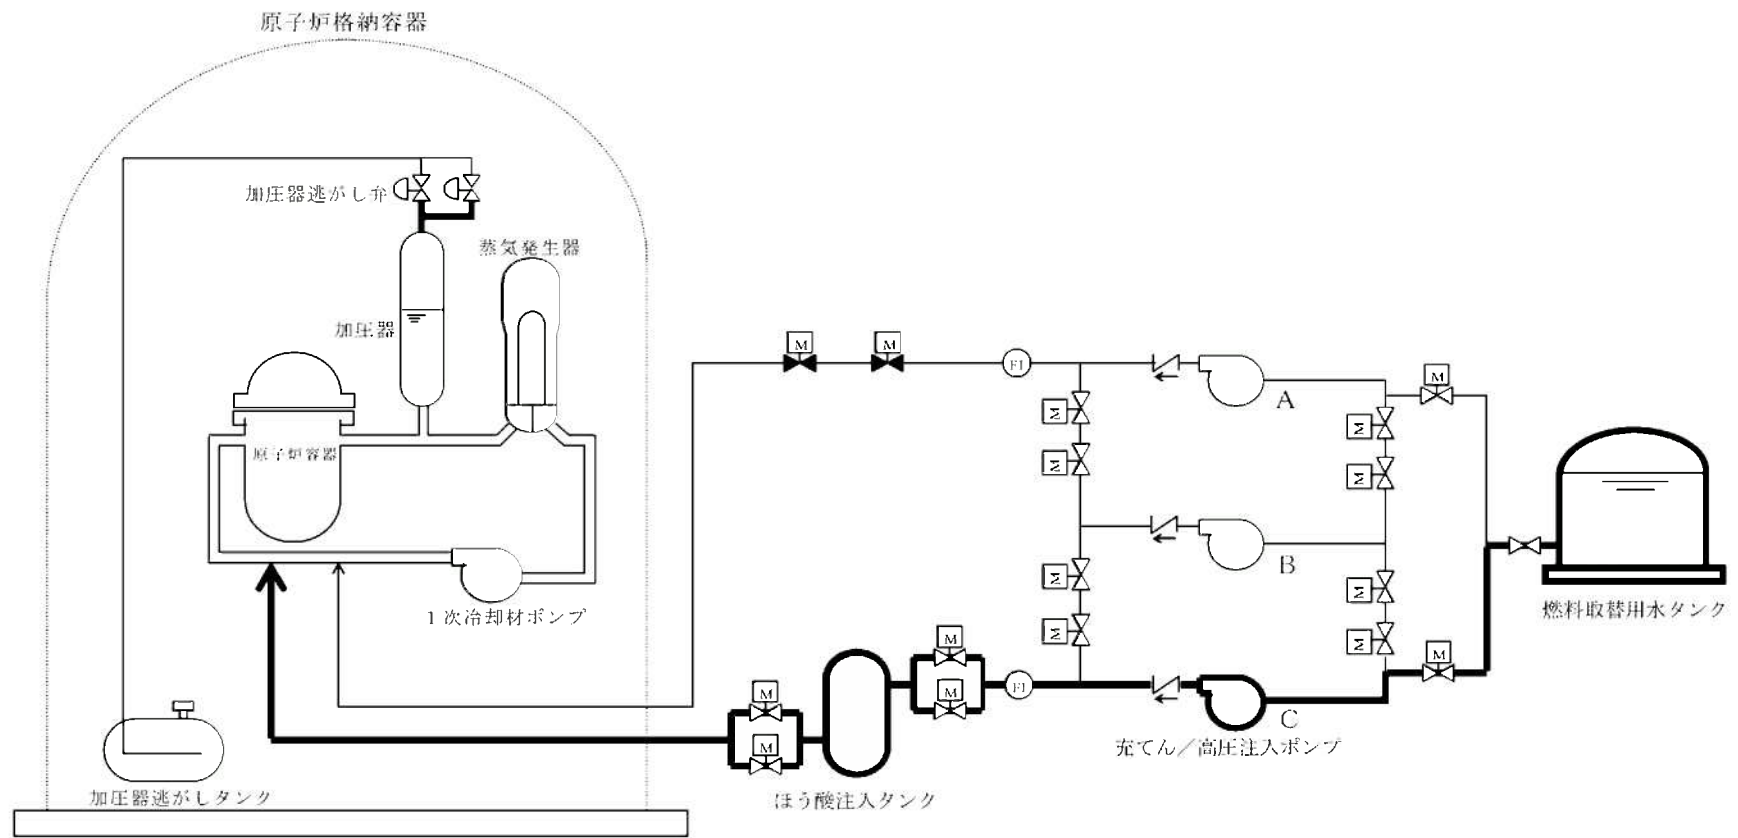 原子炉格納容器
加圧器逃がし弁
蒸気発生器
加圧器
原子炉容器
1次冷却材ポンプ
加圧器逃がしタンク
M
M
FI
A
M
M
M
M
M
B
M
M
M
M
燃料取替用水タンク
M
M
FI
M
M
M
C
充てん/高圧注入ポンプ
ほう酸注入タンク